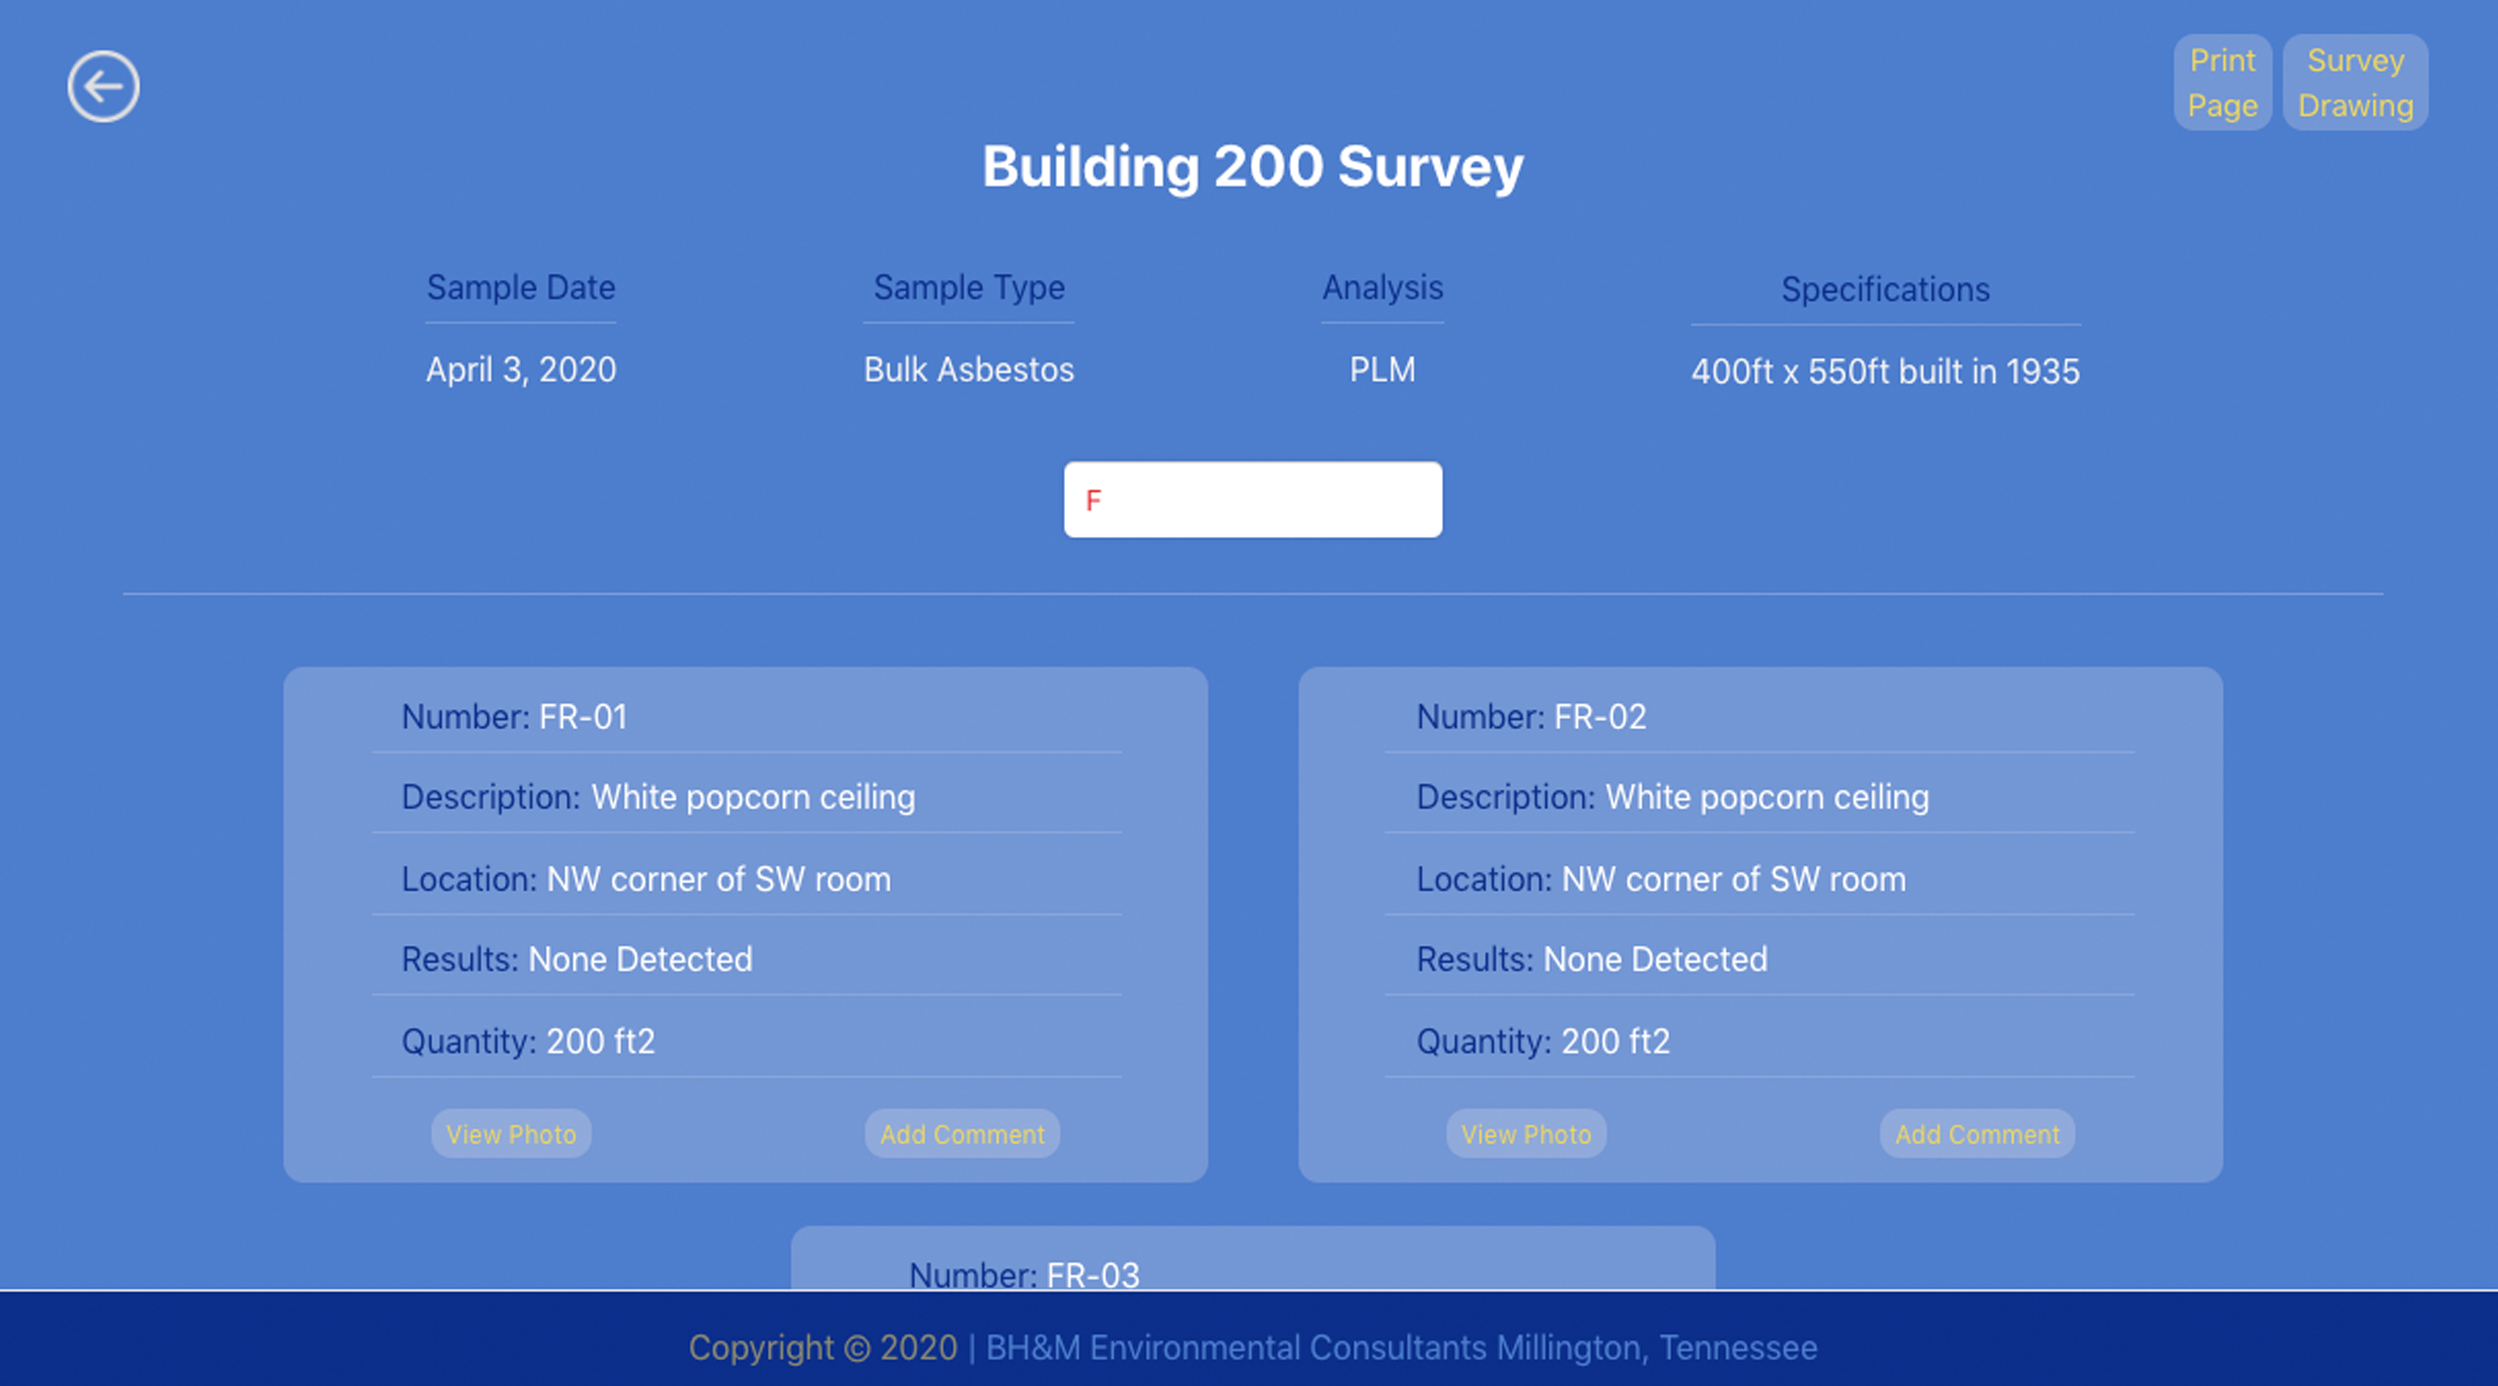 Print
Page
Survey
Drawing
Building 200 Survey
Sample Date
April 3, 2020
Sample Type
Bulk Asbestos
Analysis
PLM
Specifications
400ft x 550ft built in 1935
F
Number: FR-01
Description: White popcorn ceiling
Location: NW corner of SW room
Results: None Detected
Quantity: 200 ft2
View Photo
Add Comment
Number: FR-02
Description: White popcorn ceiling
Location: NW corner of SW room
Results: None Detected
Quantity: 200 ft2
View Photo
Add Comment
Number: FR-03
Copyright © 2020 | BH&M Environmental Consultants Millington, Tennessee